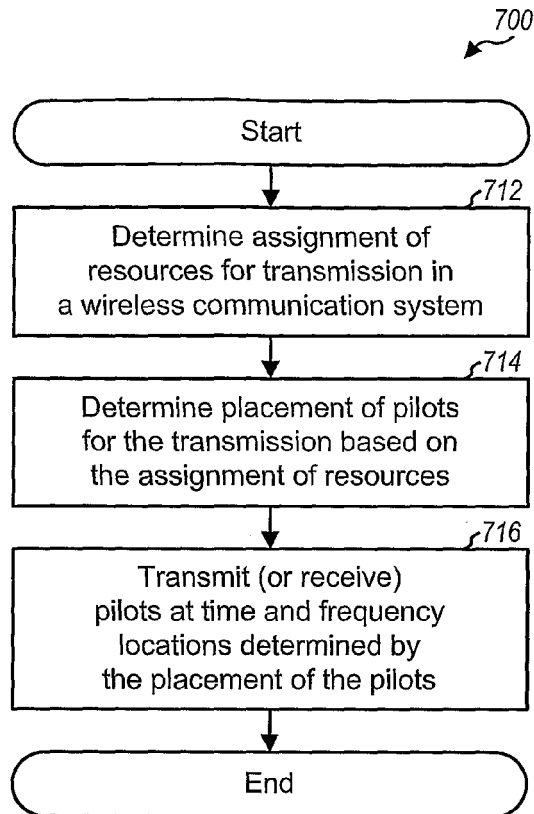 700
Start
712
Determine assignment of
resources for transmission in
a wireless communication system
714
Determine placement of pilots
for the transmission based on
the assignment of resources
716
Transmit (or receive)
pilots at time and frequency
locations determined by
the placement of the pilots
End